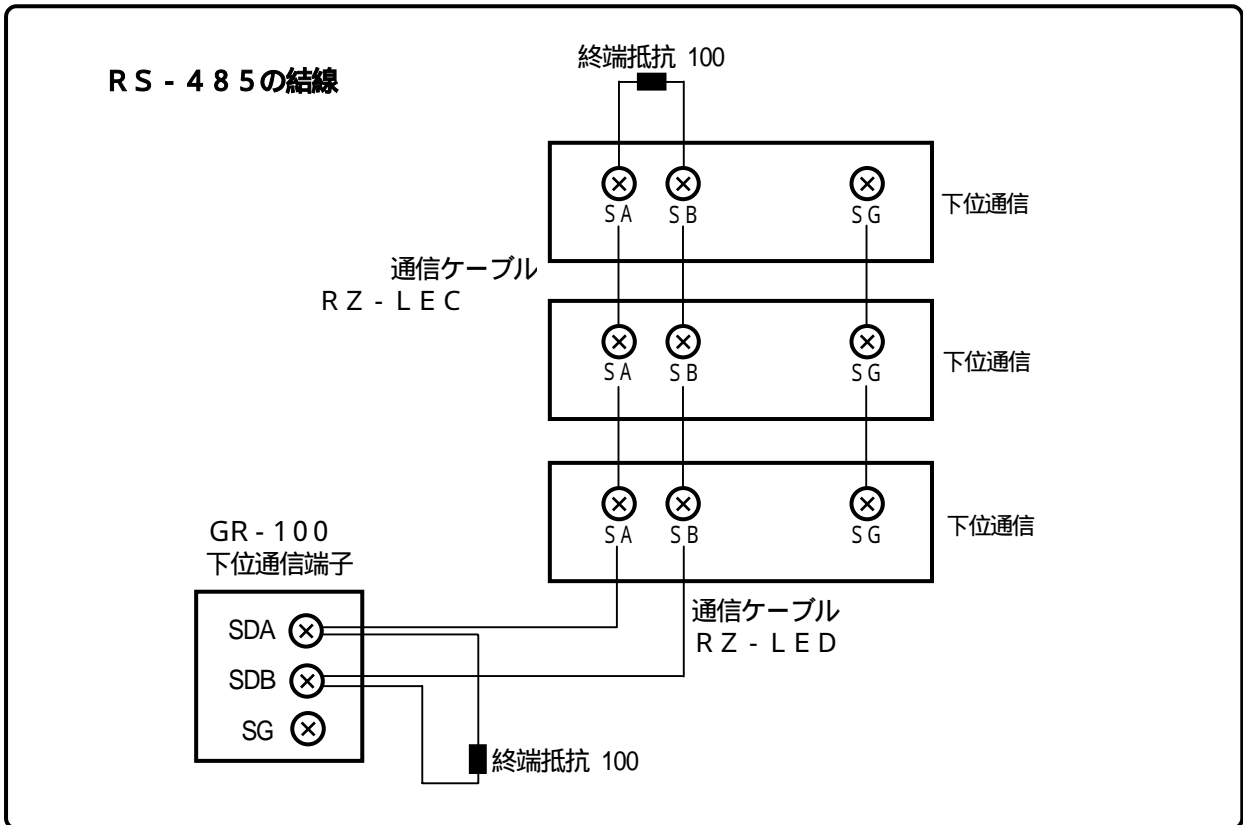 RS-485の結線
終端抵抗 100
SA SB SG
下位通信
通信ケーブル
RZ-LEC
SA SB SG
下位通信
SA SB SG
下位通信
GR-100
下位通信端子
通信ケーブル
RZ-LED
SDA
SDB
SG
終端抵抗 100